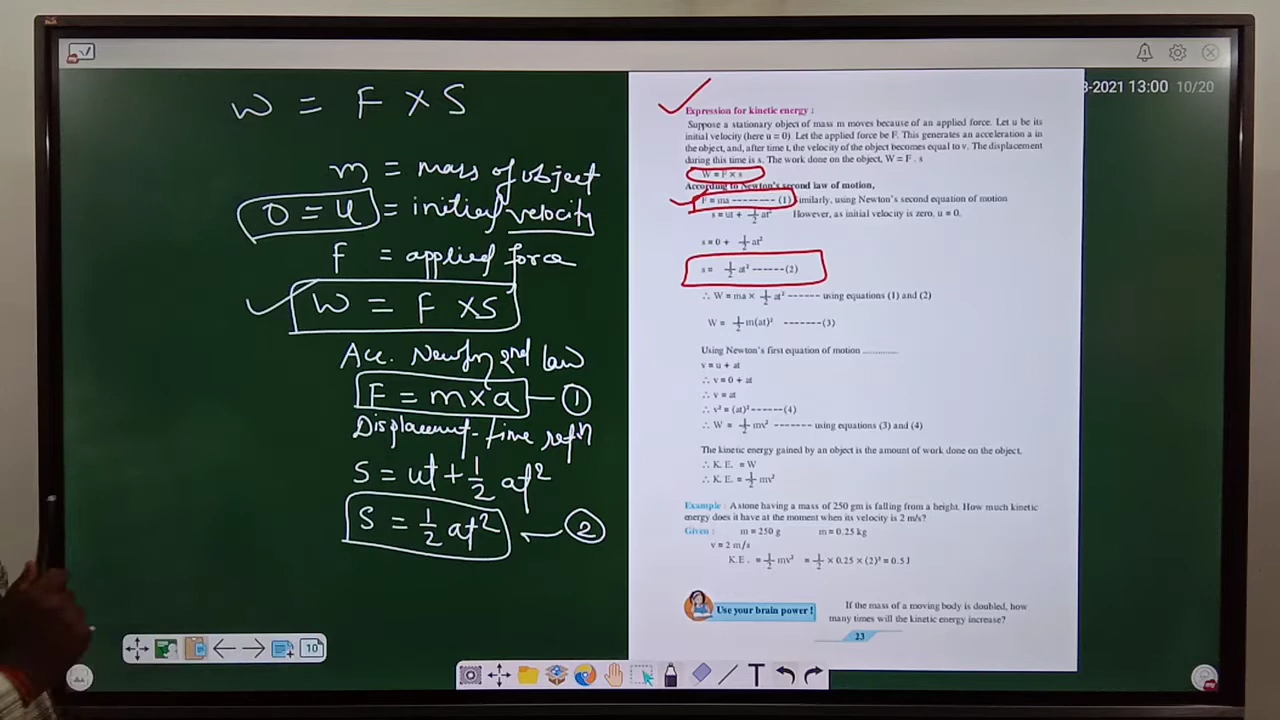 W = F × S
m = mass of object
0 = u = initial velocity
F = applied force
W = F × S
Acc. Newton 2nd law
F = m×a — ①
Displacement-time relⁿ
S = ut + 1/2 at²
S = 1/2 at² — ②
-2021 13:00 10/20
Expression for kinetic energy :
Suppose a stationary object of mass m moves because of an applied force. Let u be its
initial velocity (here u = 0). Let the applied force be F. This generates an acceleration a in
the object, and, after time t, the velocity of the object becomes equal to v. The displacement
during this time is s. The work done on the object, W = F . s
W = F × s
According to Newton's second law of motion,
F = ma --------- (1) Similarly, using Newton's second equation of motion
s = ut + 1/2 at² However, as initial velocity is zero, u = 0.
s = 0 + 1/2 at²
s = 1/2 at² ------(2)
∴ W = ma × 1/2 at² ------ using equations (1) and (2)
W = 1/2 m(at)² -------(3)
Using Newton's first equation of motion ............
v = u + at
∴ v = 0 + at
∴ v = at
∴ v² = (at)² ------(4)
∴ W = 1/2 mv² ------- using equations (3) and (4)
The kinetic energy gained by an object is the amount of work done on the object.
∴ K. E. = W
∴ K. E. = 1/2 mv²
Example : A stone having a mass of 250 gm is falling from a height. How much kinetic
energy does it have at the moment when its velocity is 2 m/s?
Given : m = 250 g m = 0.25 kg
v = 2 m/s
K.E . = 1/2 mv² = 1/2 × 0.25 × (2)² = 0.5 J
Use your brain power !
If the mass of a moving body is doubled, how
many times will the kinetic energy increase?
23
10